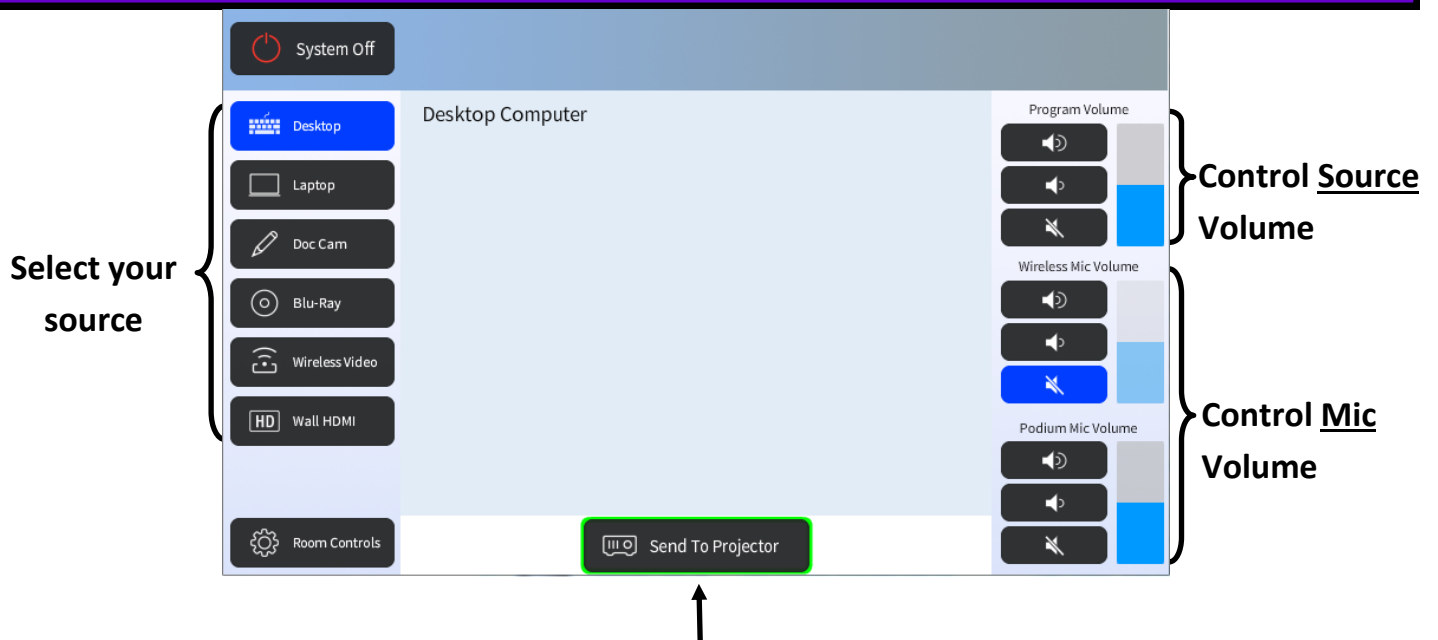 System Off
Desktop
Laptop
Doc Cam
Blu-Ray
Wireless Video
HD Wall HDMI
Room Controls
Desktop Computer
Send To Projector
Program Volume
Wireless Mic Volume
Podium Mic Volume
Select your
source
Control Source
Volume
Control Mic
Volume